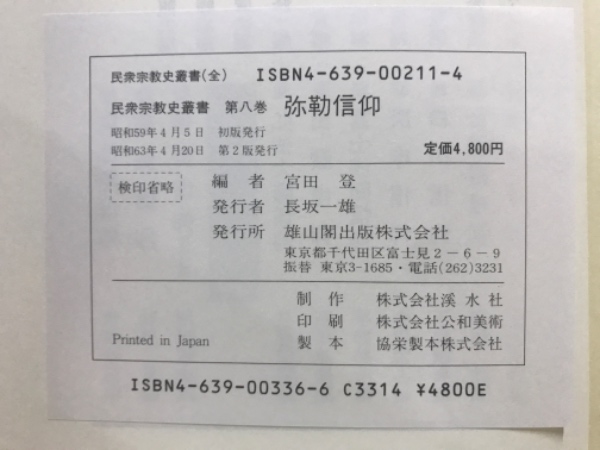 民衆宗教史叢書(全) ISBN4-639-00211-4
民衆宗教史叢書 第八巻 弥勒信仰
昭和59年4月5日 初版発行
昭和63年4月20日 第2版発行 定価4,800円
検印省略 編者 宮田 登
発行者 長坂一雄
発行所 雄山閣出版株式会社
東京都千代田区富士見2-6-9
振替 東京3-1685・電話(262)3231
制作 株式会社渓水社
印刷 株式会社公和美術
Printed in Japan 製本 協栄製本株式会社
ISBN4-639-00336-6 C3314 ¥4800E